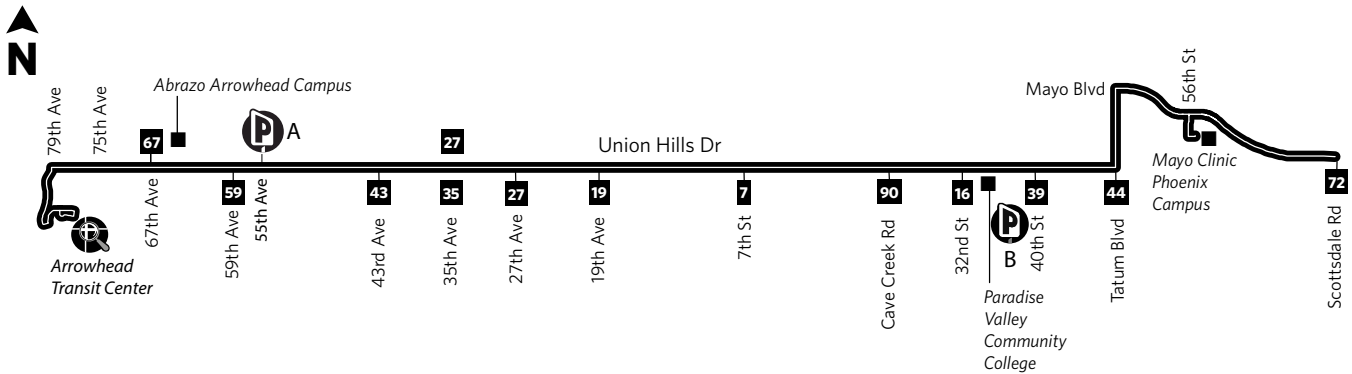 N
79th Ave
75th Ave
67
Abrazo Arrowhead Campus
P
A
27
Union Hills Dr
Mayo Blvd
56th St
Mayo Clinic
Phoenix
Campus
Arrowhead
Transit Center
67th Ave
59
59th Ave
55th Ave
43
43rd Ave
35
35th Ave
27
27th Ave
19
19th Ave
7
7th St
90
Cave Creek Rd
16
32nd St
Paradise
Valley
Community
College
P
B
39
40th St
44
Tatum Blvd
72
Scottsdale Rd